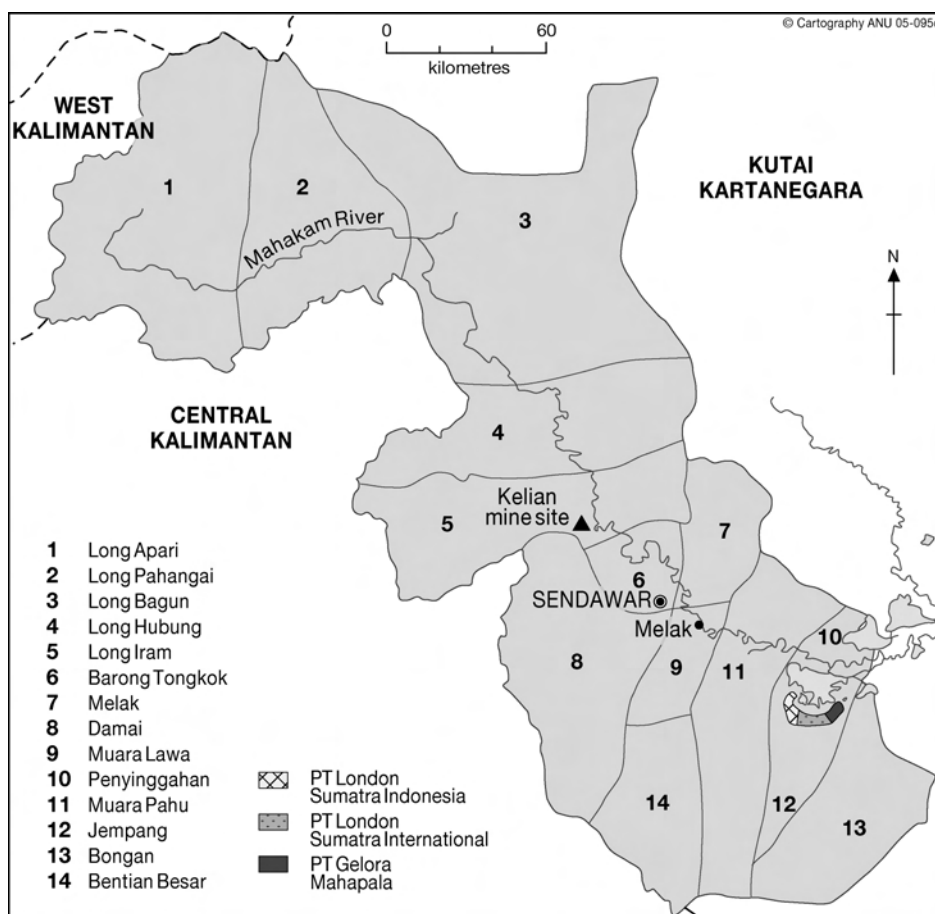 © Cartography ANU 05-095c
0 60
kilometres
WEST
KALIMANTAN
KUTAI
KARTANEGARA
1
2
3
Mahakam River
N
CENTRAL
KALIMANTAN
4
Kelian
mine site
5
7
6
SENDAWAR
Melak
10
8
9
11
14
12
13
1 Long Apari
2 Long Pahangai
3 Long Bagun
4 Long Hubung
5 Long Iram
6 Barong Tongkok
7 Melak
8 Damai
9 Muara Lawa
10 Penyinggahan
11 Muara Pahu
12 Jempang
13 Bongan
14 Bentian Besar
PT London
Sumatra Indonesia
PT London
Sumatra International
PT Gelora
Mahapala